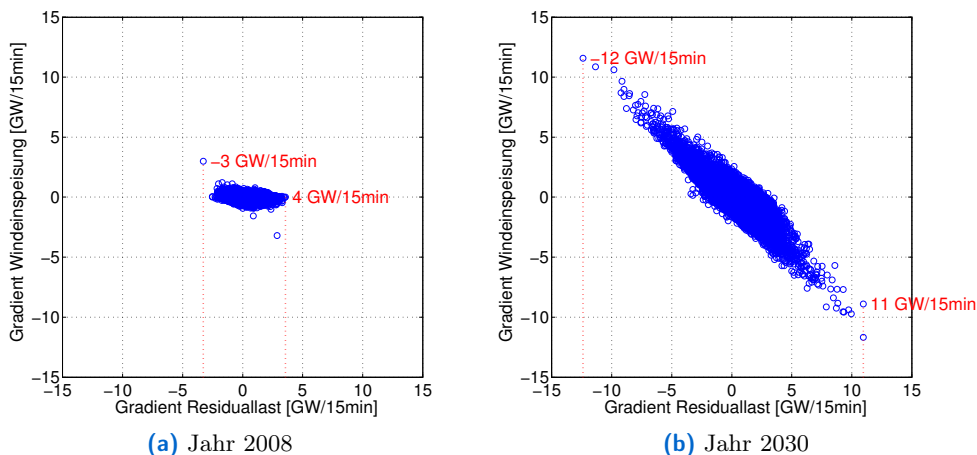 Gradient Windeinspeisung [GW/15min]
15
10
5
0
−5
−10
−15
−3 GW/15min
4 GW/15min
−15 −10 −5 0 5 10 15
Gradient Residuallast [GW/15min]
(a) Jahr 2008
Gradient Windeinspeisung [GW/15min]
15
10
5
0
−5
−10
−15
−12 GW/15min
11 GW/15min
−15 −10 −5 0 5 10 15
Gradient Residuallast [GW/15min]
(b) Jahr 2030